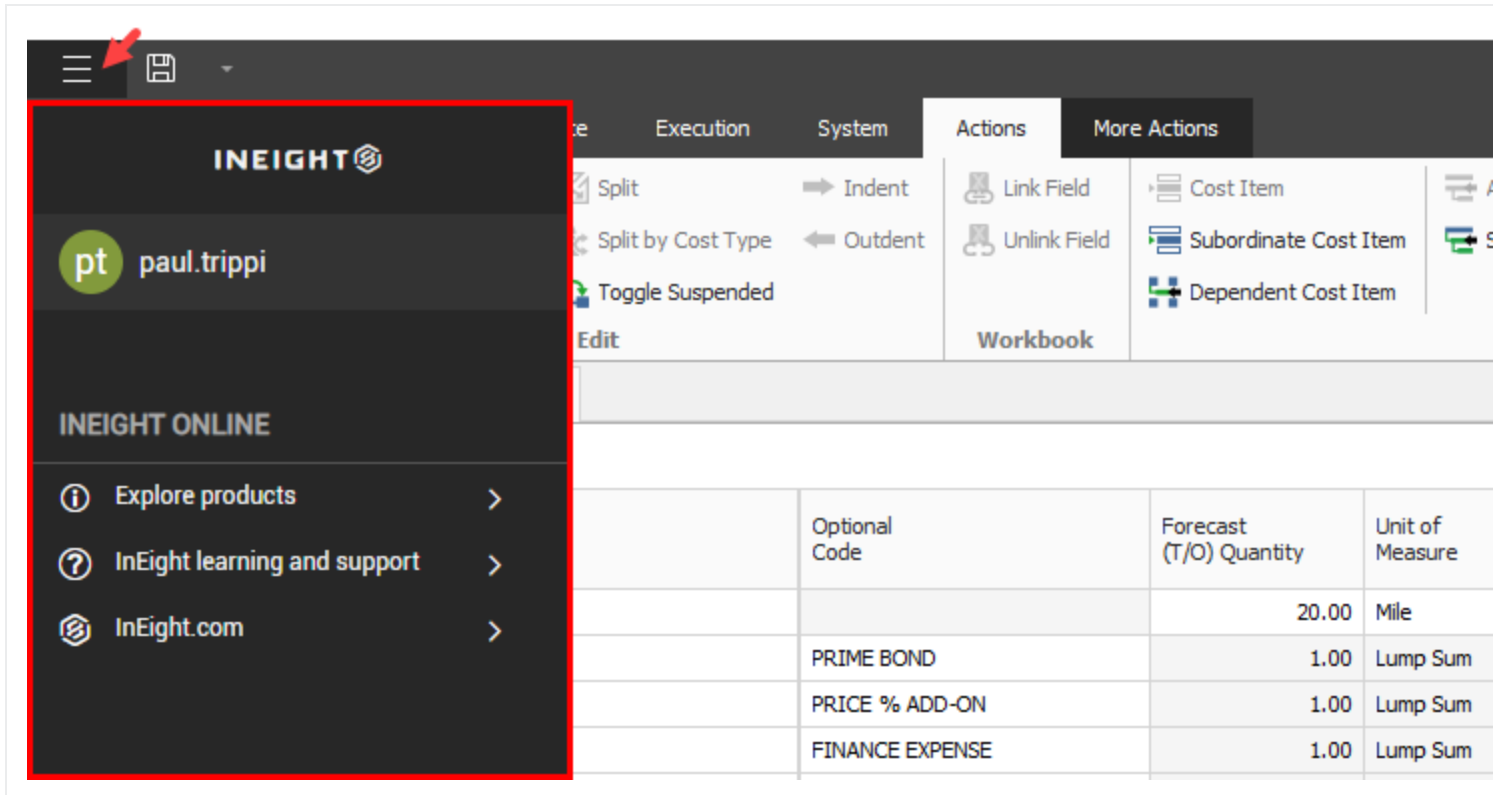 te Execution System Actions More Actions
INEIGHT
Split Indent Link Field Cost Item A
pt paul.trippi
Split by Cost Type Outdent Unlink Field Subordinate Cost Item S
Toggle Suspended Dependent Cost Item
Edit Workbook
INEIGHT ONLINE
Explore products
InEight learning and support
InEight.com
Optional
Code
Forecast
(T/O) Quantity
Unit of
Measure
20.00 Mile
PRIME BOND 1.00 Lump Sum
PRICE % ADD-ON 1.00 Lump Sum
FINANCE EXPENSE 1.00 Lump Sum